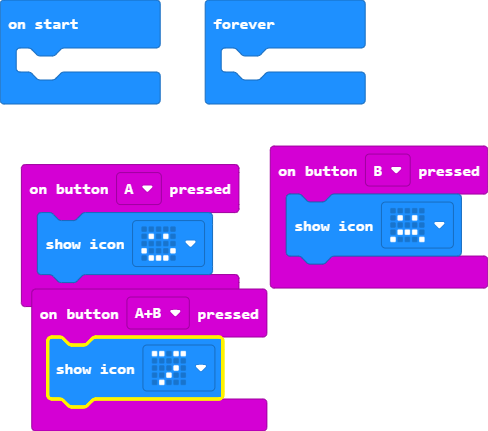 on start
forever
on button A pressed
show icon
on button B pressed
show icon
on button A+B pressed
show icon